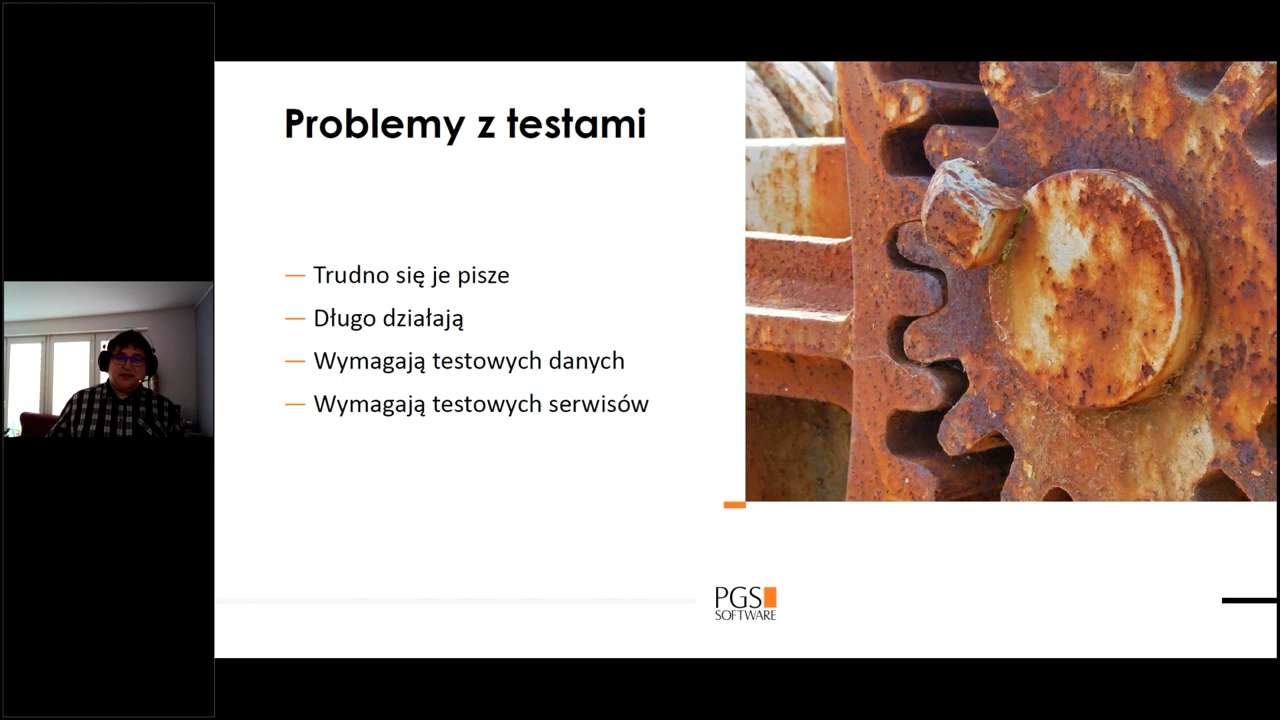 Problemy z testami
— Trudno się je pisze
— Długo działają
— Wymagają testowych danych
— Wymagają testowych serwisów
PGS
SOFTWARE